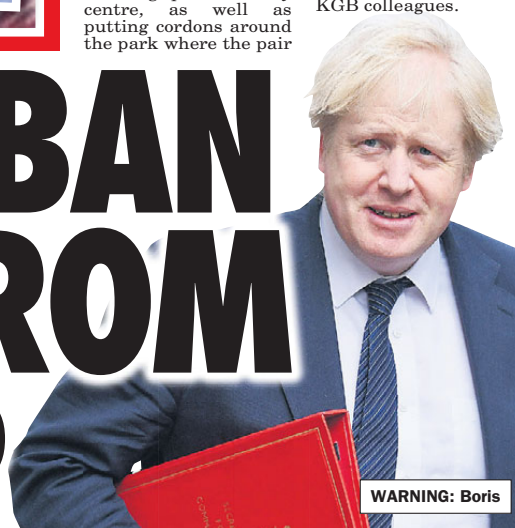 centre, as well as
putting cordons around
the park where the pair
KGB colleagues.
BAN
ROM
WARNING: Boris